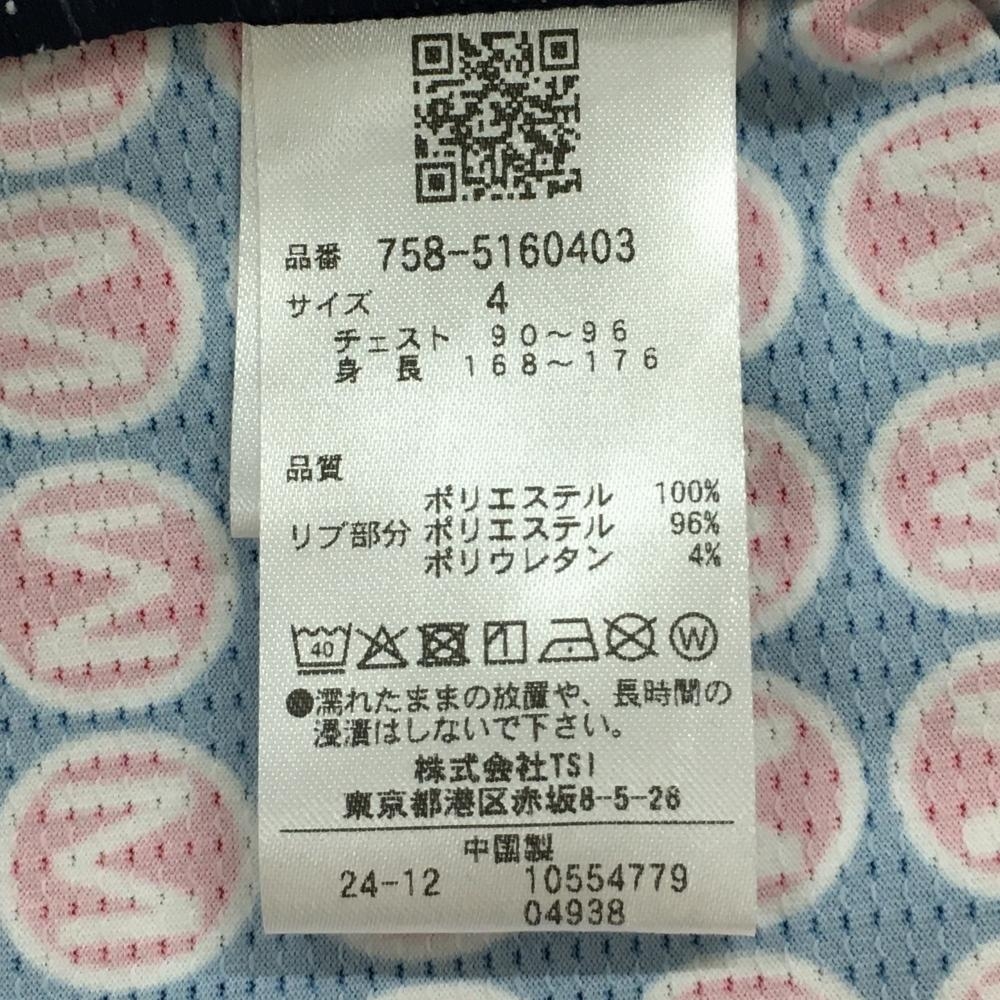 品番 758-5160403
サイズ 4
チェスト 90～96
身 長 168～176
品質
ポリエステル 100%
リブ部分 ポリエステル 96%
ポリウレタン 4%
40 W
●濡れたままの放置や、長時間の
浸漬はしないで下さい。
株式会社TSI
東京都港区赤坂8-5-28
中国製
24-12 10554779
04938
M
M
M
M
M